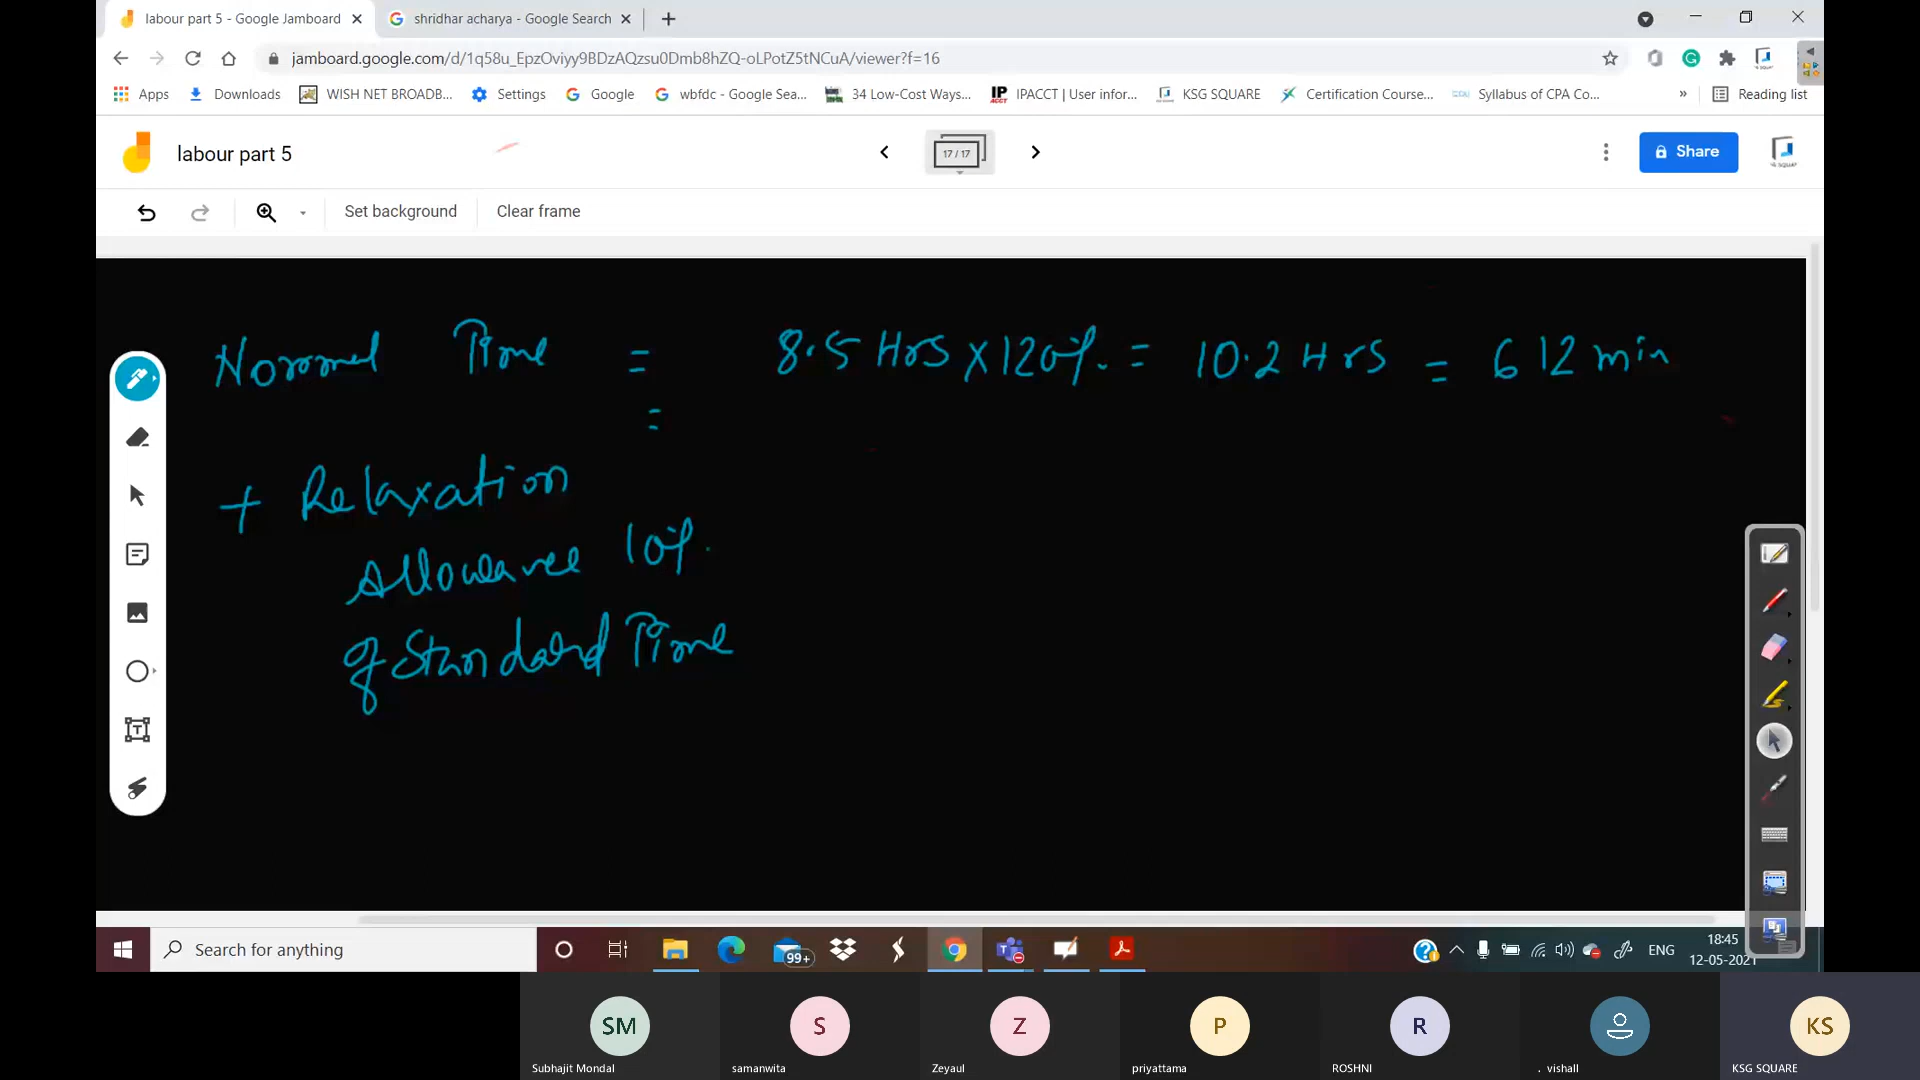 labour part 5 - Google Jamboard
shridhar acharya - Google Search
jamboard.google.com/d/1q58u_EpzOviyy9BDzAQzsu0Dmb8hZQ-oLPotZ5tNCuA/viewer?f=16
Apps Downloads WISH NET BROADB... Settings Google wbfdc - Google Sea... 34 Low-Cost Ways... IPACCT | User infor... KSG SQUARE Certification Course... Syllabus of CPA Co... » Reading list
labour part 5
17 / 17
Share
Set background Clear frame
Normal Time = 8.5 Hrs X 120%. = 10.2 Hrs = 612 min
=
+ Relaxation
Allowance 10%.
of Standard Time
Search for anything
99+
ENG
18:45
12-05-2021
SM S Z P R KS
Subhajit Mondal samanwita Zeyaul priyattama ROSHNI . vishall KSG SQUARE